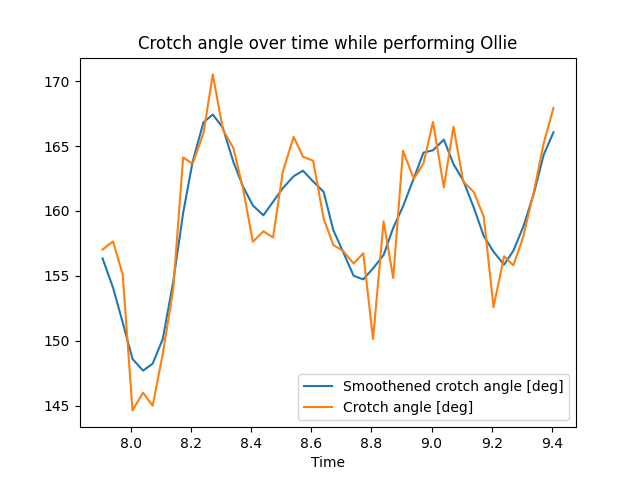 Crotch angle over time while performing Ollie
170
165
160
155
150
145
Smoothened crotch angle [deg]
Crotch angle [deg]
8.0 8.2 8.4 8.6 8.8 9.0 9.2 9.4
Time